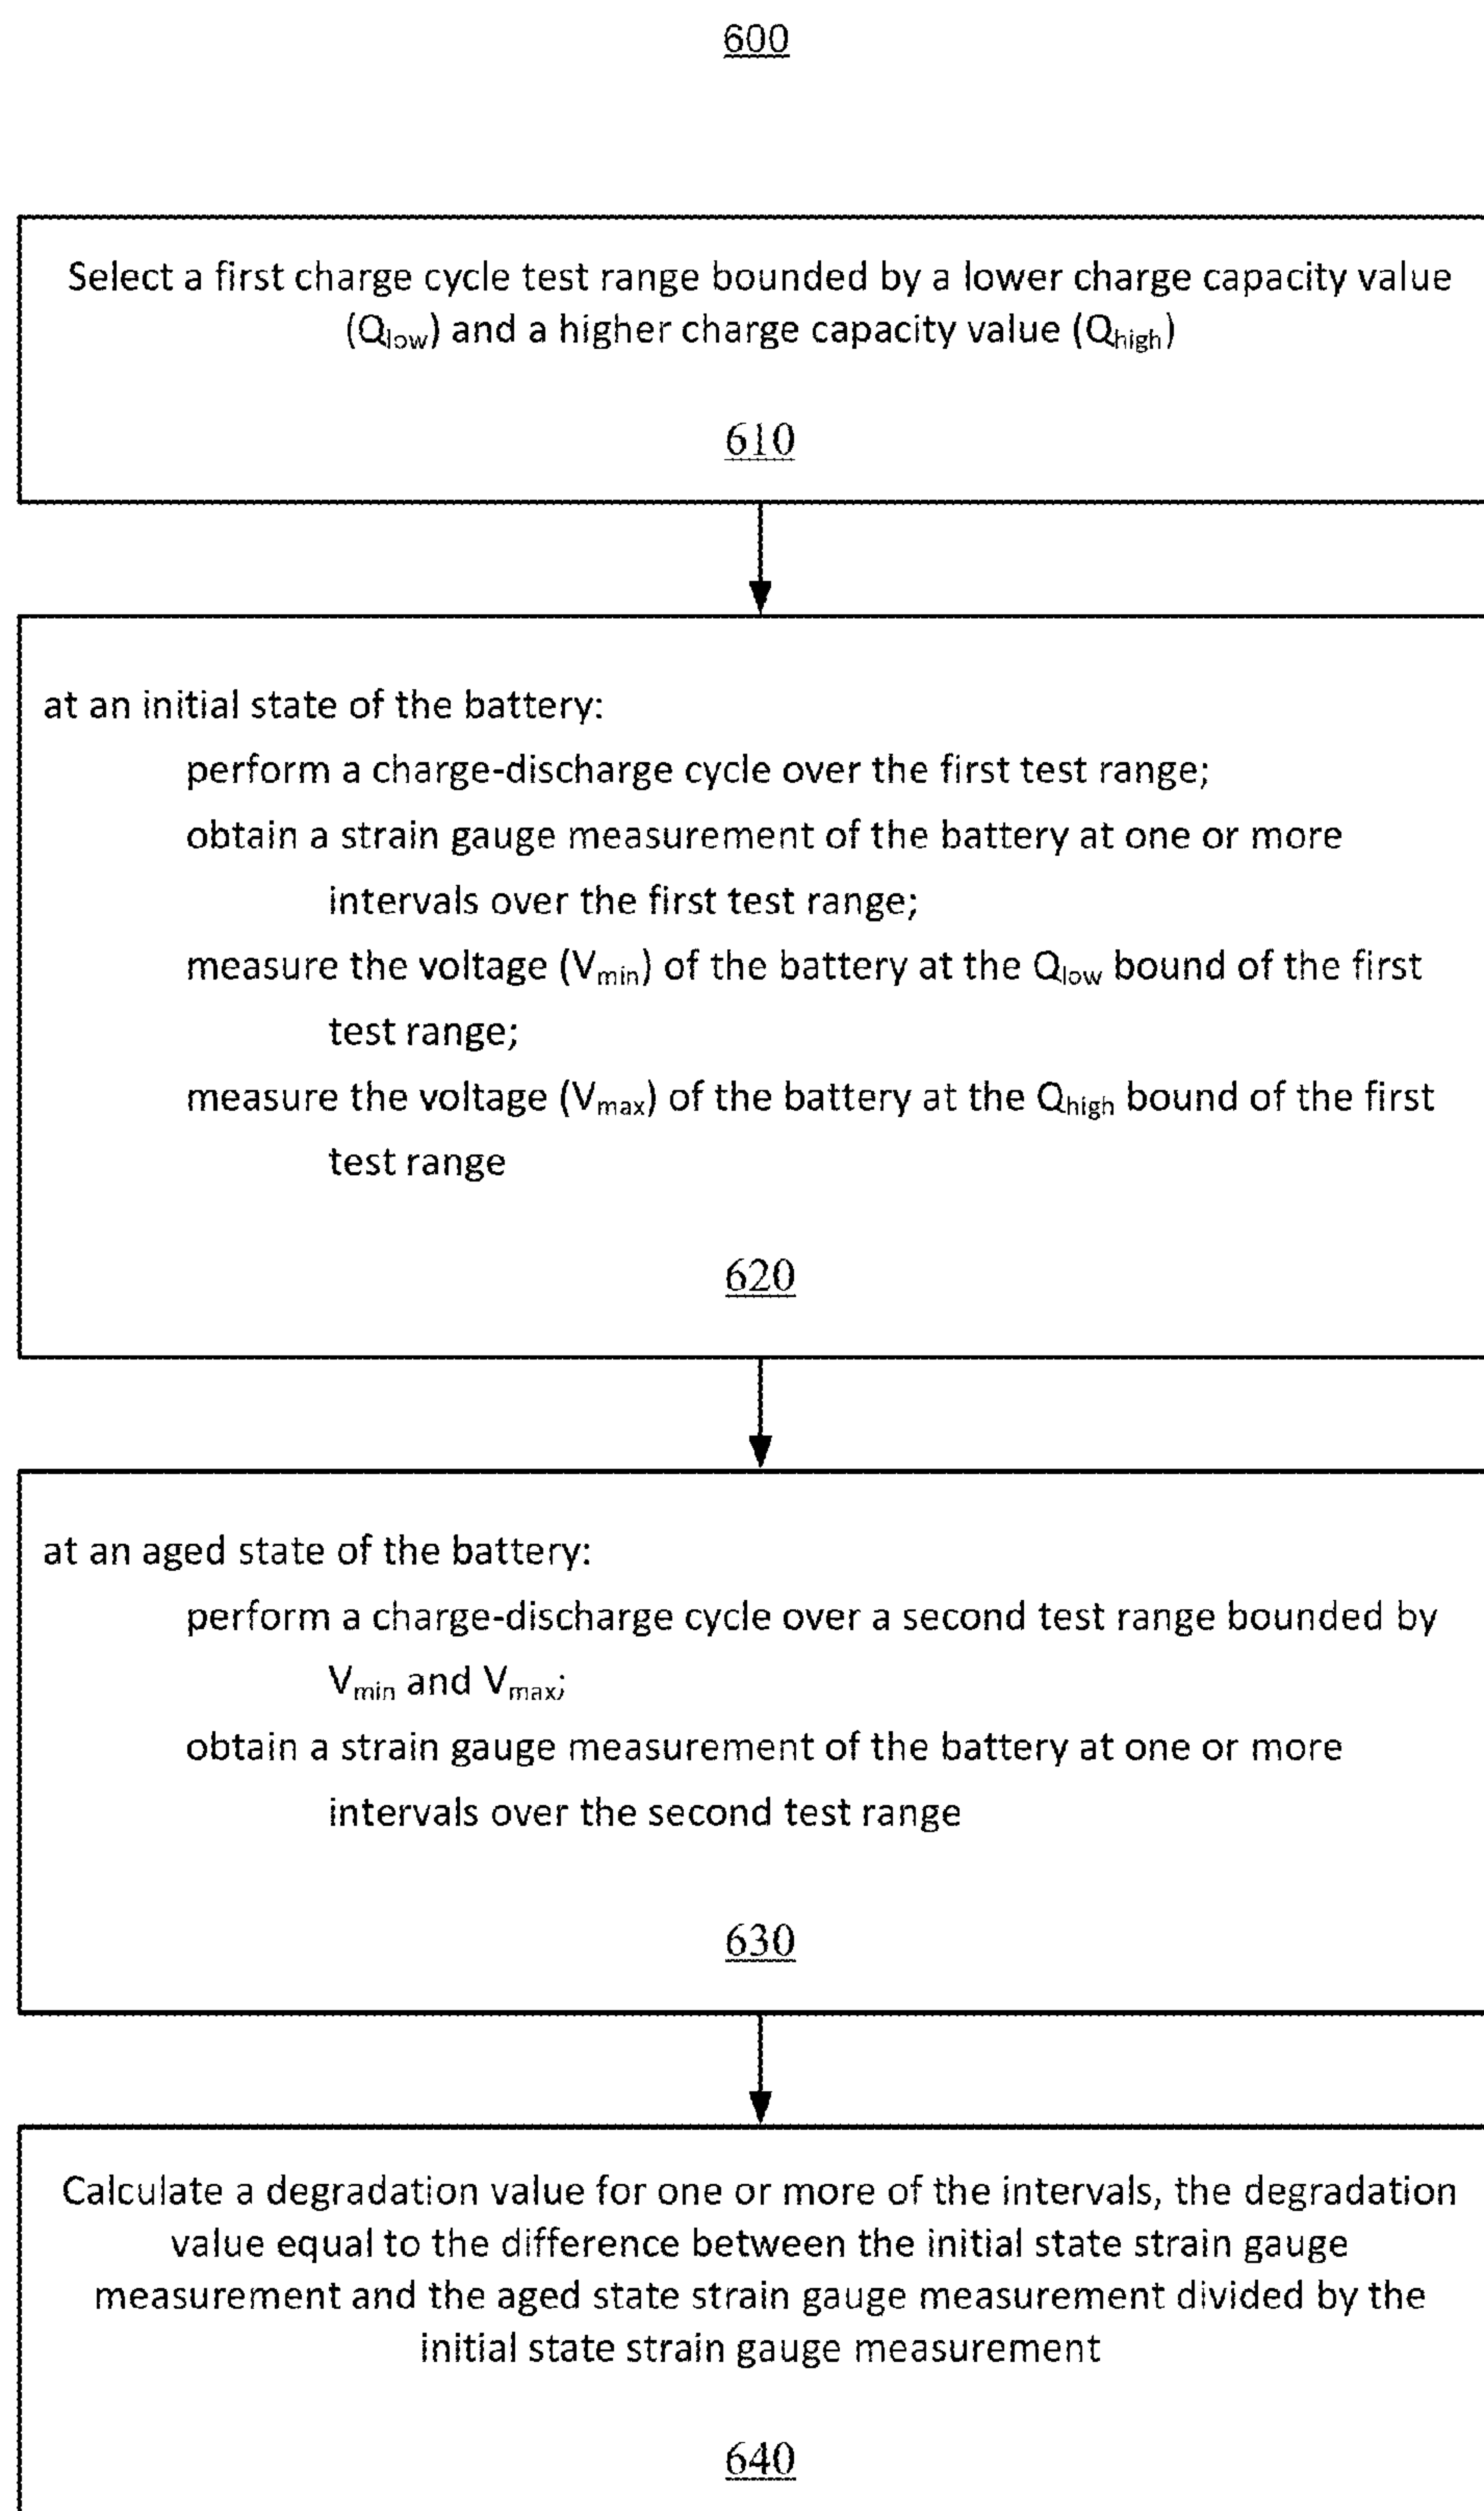 600
Select a first charge cycle test range bounded by a lower charge capacity value
(Qlow) and a higher charge capacity value (Qhigh)
610
at an initial state of the battery:
perform a charge-discharge cycle over the first test range;
obtain a strain gauge measurement of the battery at one or more
intervals over the first test range;
measure the voltage (Vmin) of the battery at the Qlow bound of the first
test range;
measure the voltage (Vmax) of the battery at the Qhigh bound of the first
test range
620
at an aged state of the battery:
perform a charge-discharge cycle over a second test range bounded by
Vmin and Vmax;
obtain a strain gauge measurement of the battery at one or more
intervals over the second test range
630
Calculate a degradation value for one or more of the intervals, the degradation
value equal to the difference between the initial state strain gauge
measurement and the aged state strain gauge measurement divided by the
initial state strain gauge measurement
640